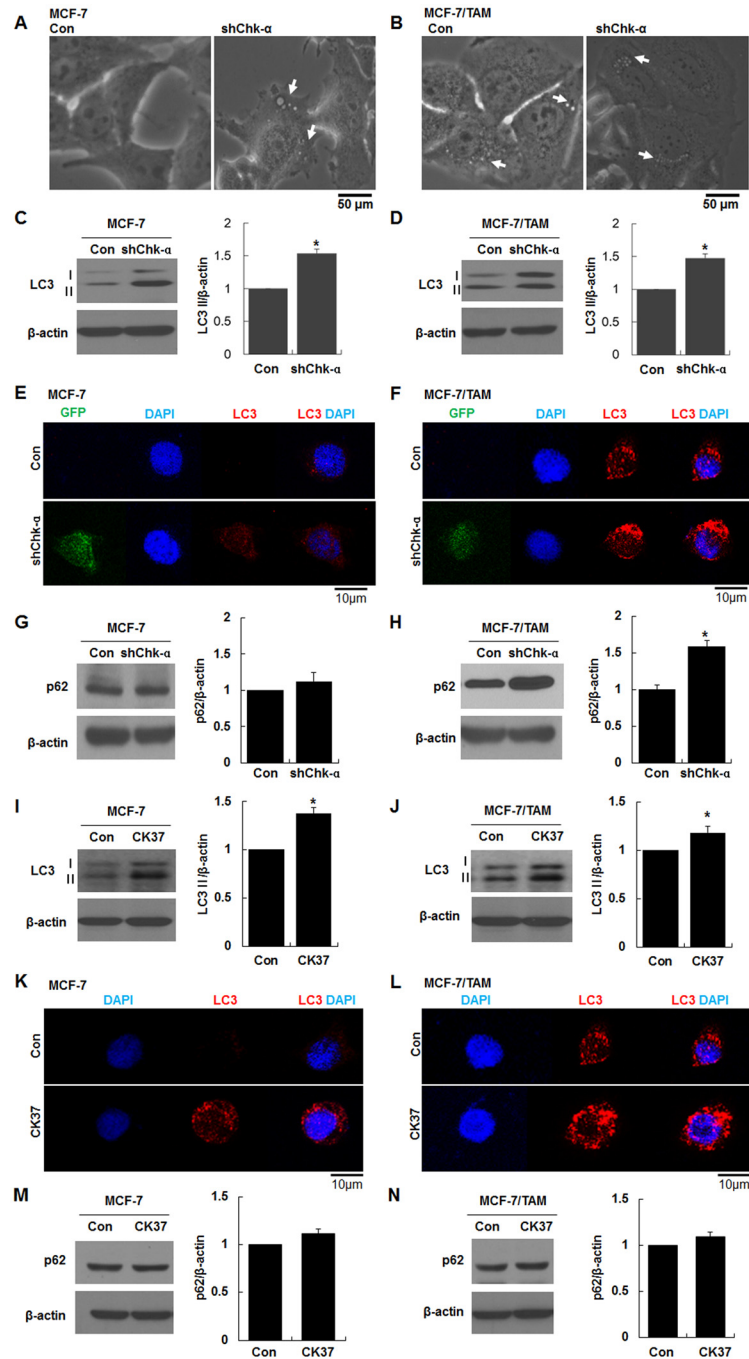 A MCF-7
Con shChk-α
50 μm
B MCF-7/TAM
Con shChk-α
50 μm
C MCF-7
Con shChk-α
LC3 I
II
β-actin
LC3 II/β-actin
2
1.5
1
0.5
0
*
Con shChk-α
D MCF-7/TAM
Con shChk-α
LC3 I
II
β-actin
LC3 II/β-actin
2
1.5
1
0.5
0
*
Con shChk-α
E MCF-7
GFP DAPI LC3 LC3 DAPI
Con
shChk-α
10μm
F MCF-7/TAM
GFP DAPI LC3 LC3 DAPI
Con
shChk-α
10μm
G MCF-7
Con shChk-α
p62
β-actin
p62/β-actin
2
1.5
1
0.5
0
Con shChk-α
H MCF-7/TAM
Con shChk-α
p62
β-actin
p62/β-actin
2
1.5
1
0.5
0
*
Con shChk-α
I MCF-7
Con CK37
LC3 I
II
β-actin
LC3 II/β-actin
1.5
1
0.5
0
*
Con CK37
J MCF-7/TAM
Con CK37
LC3 I
II
β-actin
LC3 II/β-actin
1.5
1
0.5
0
*
Con CK37
K MCF-7
DAPI LC3 LC3 DAPI
Con
CK37
10μm
L MCF-7/TAM
DAPI LC3 LC3 DAPI
Con
CK37
10μm
M MCF-7
Con CK37
p62
β-actin
p62/β-actin
1.5
1
0.5
0
Con CK37
N MCF-7/TAM
Con CK37
p62
β-actin
p62/β-actin
1.5
1
0.5
0
Con CK37